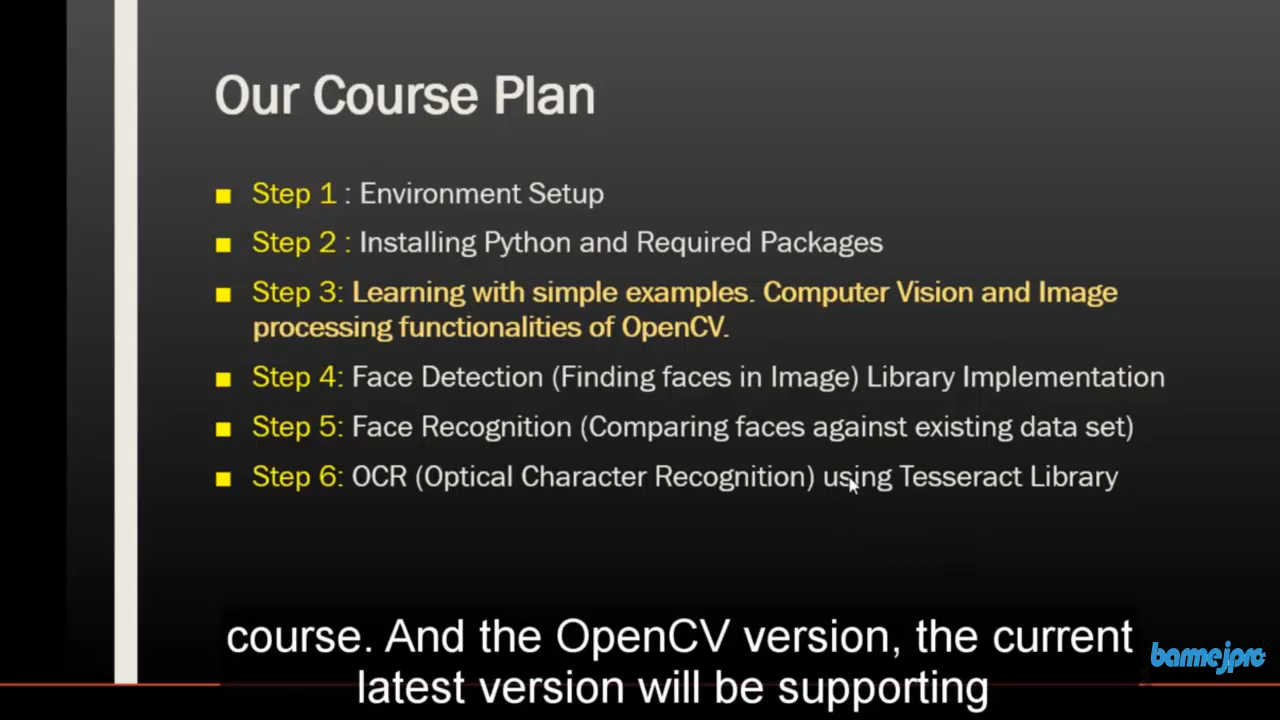 Our Course Plan
Step 1 : Environment Setup
Step 2 : Installing Python and Required Packages
Step 3: Learning with simple examples. Computer Vision and Image
processing functionalities of OpenCV.
Step 4: Face Detection (Finding faces in Image) Library Implementation
Step 5: Face Recognition (Comparing faces against existing data set)
Step 6: OCR (Optical Character Recognition) using Tesseract Library
course. And the OpenCV version, the current
latest version will be supporting
barmejpro